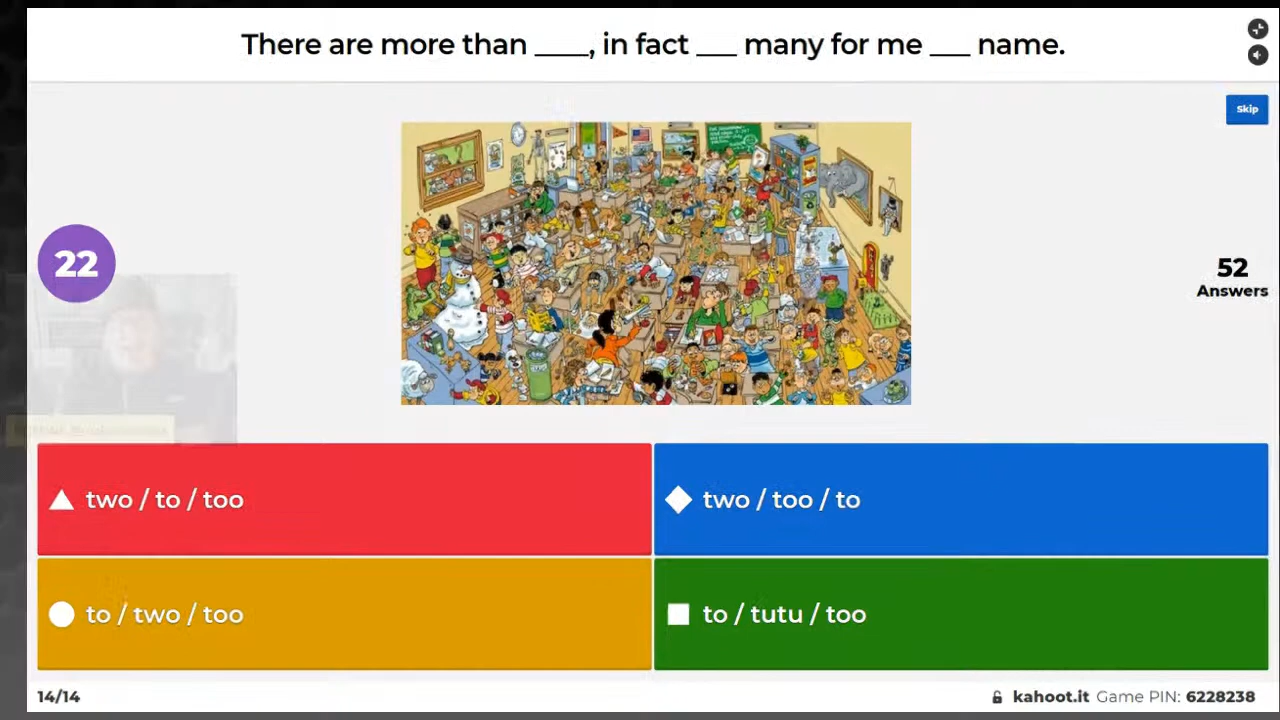 There are more than ____, in fact ___ many for me ___ name.
Skip
22
52
Answers
two / to / too
two / too / to
to / two / too
to / tutu / too
14/14
kahoot.it Game PIN: 6228238